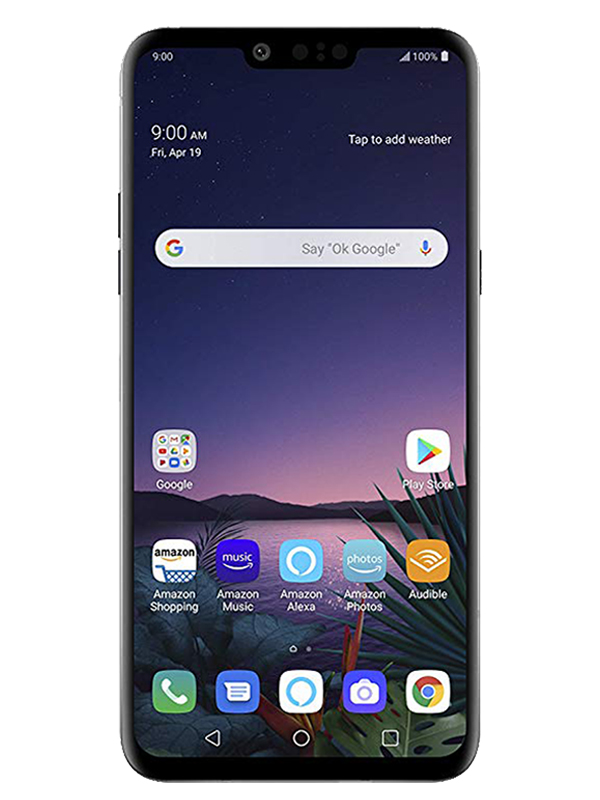 9:00
100%
9:00 AM
Fri, Apr 19
Tap to add weather
Say "Ok Google"
Google
Play Store
amazon
music
photos
Amazon Shopping
Amazon Music
Amazon Alexa
Amazon Photos
Audible